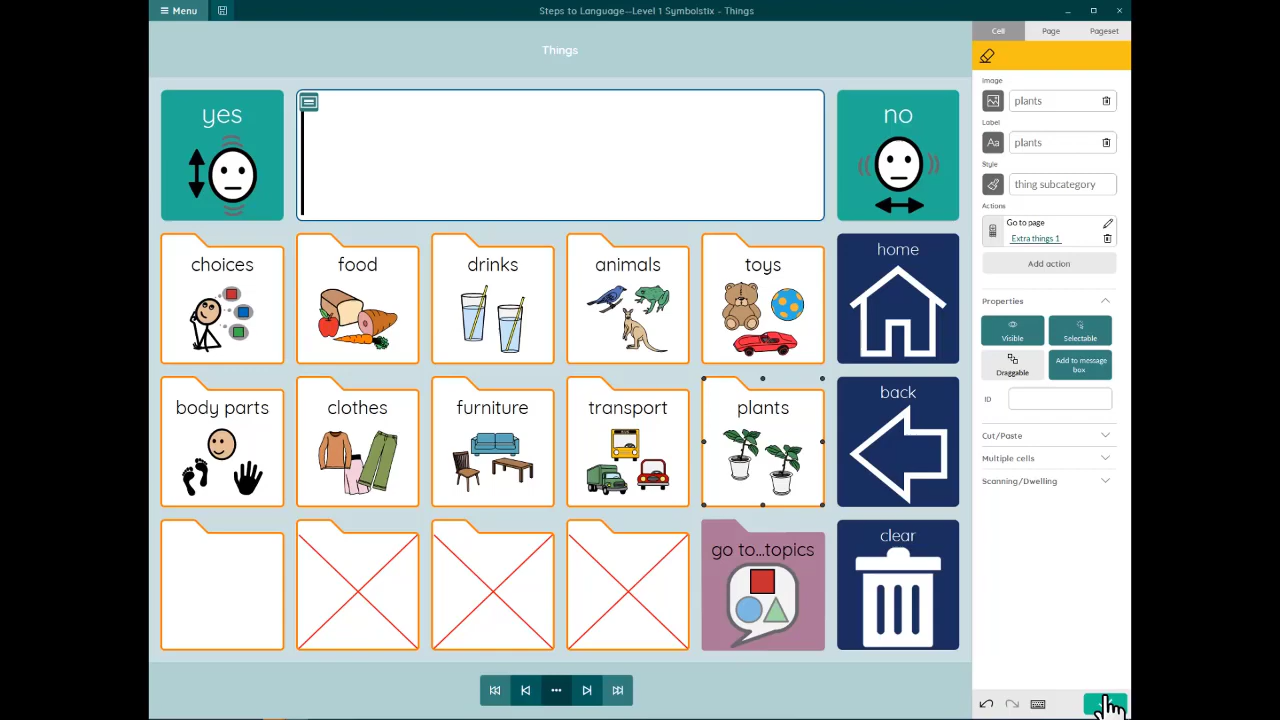 Menu
Steps to Language--Level 1 Symbolstix - Things
Things
yes
no
choices
food
drinks
animals
toys
home
body parts
clothes
furniture
transport
plants
back
go to...topics
clear
Cell
Page
Pageset
Image
plants
Label
Aa
plants
Style
thing subcategory
Actions
Go to page
Extra things 1
Add action
Properties
Visible
Selectable
Draggable
Add to message
box
ID
Cut/Paste
Multiple cells
Scanning/Dwelling